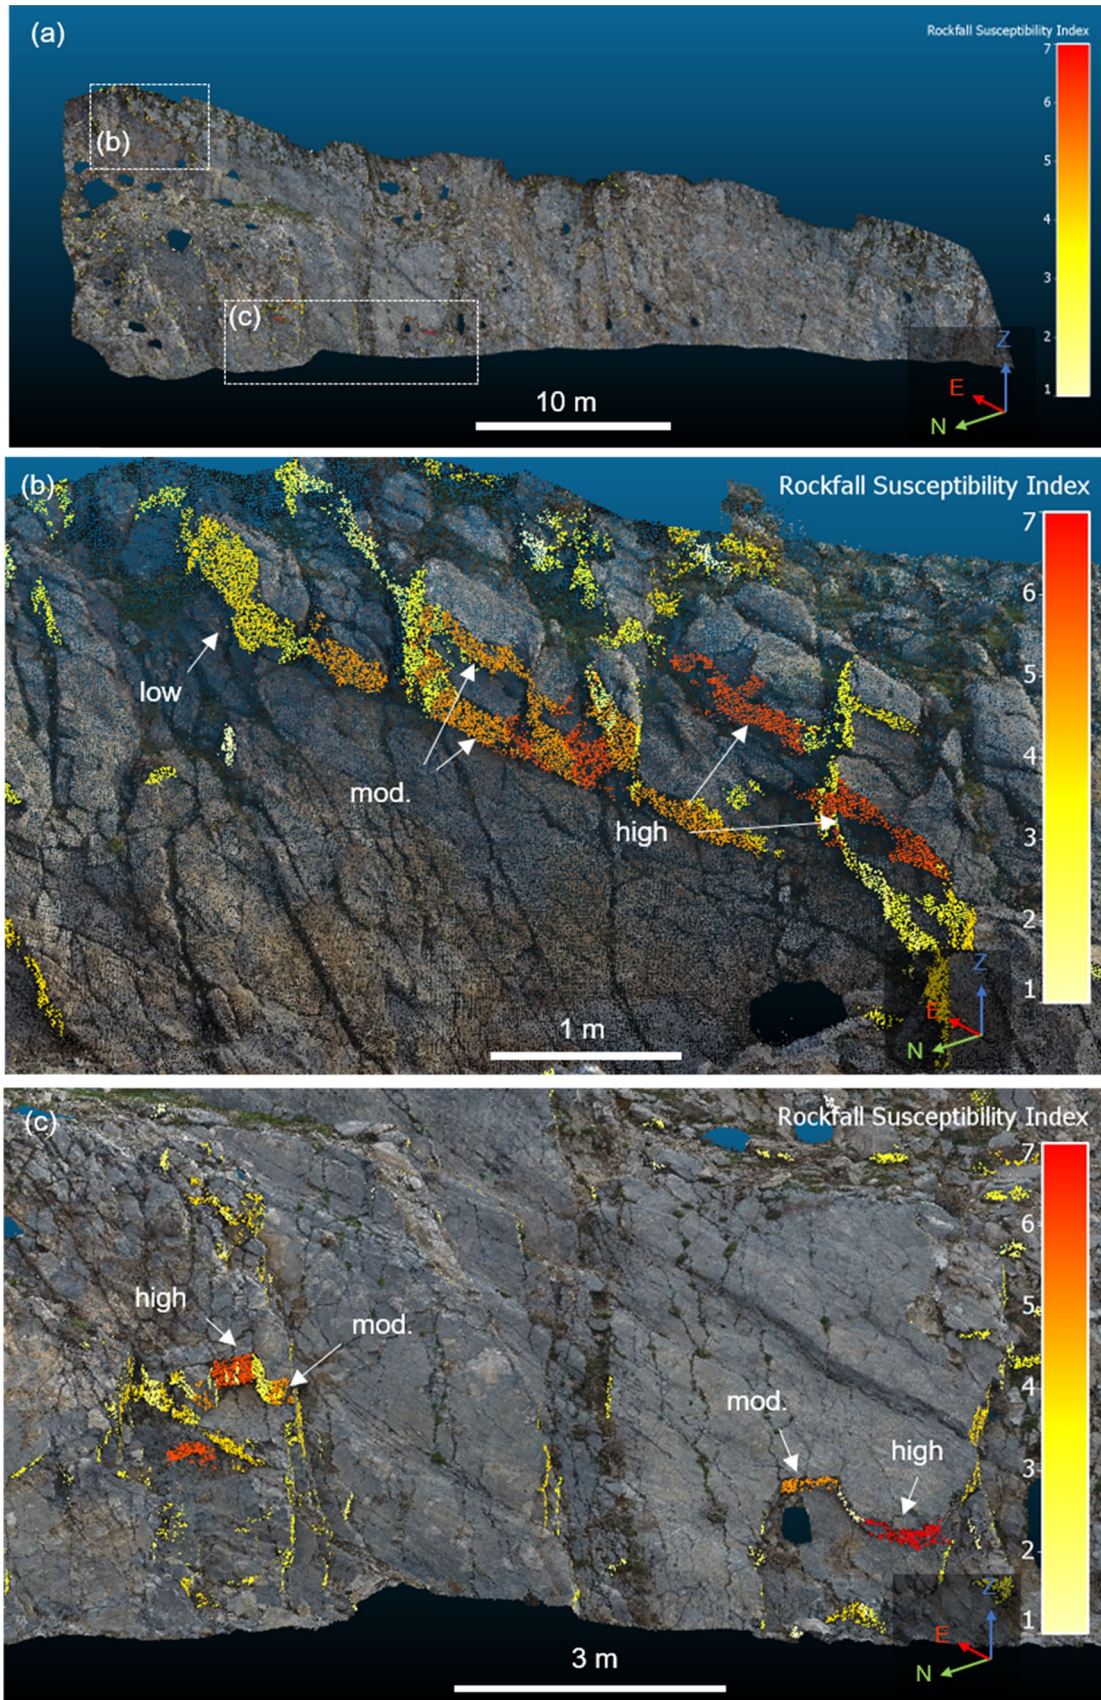 (a)
Rockfall Susceptibility Index
7
6
5
4
3
2
1
(b)
(c)
10 m
Z
E
N
(b)
Rockfall Susceptibility Index
7
6
5
4
3
2
1
low
mod.
high
1 m
Z
E
N
(c)
Rockfall Susceptibility Index
7
6
5
4
3
2
1
high
mod.
mod.
high
3 m
Z
E
N